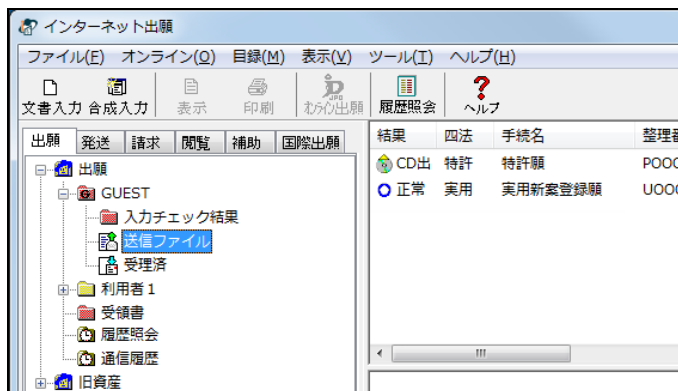 インターネット出願
ファイル(F) オンライン(O) 目録(M) 表示(V) ツール(T) ヘルプ(H)
文書入力 合成入力 表示 印刷 オンライン出願 履歴照会 ヘルプ
出願 発送 請求 閲覧 補助 国際出願
結果 四法 手続名 整理番
出願
CD出 特許 特許願 P000
GUEST
正常 実用 実用新案登録願 U000
入力チェック結果
送信ファイル
受理済
利用者1
受領書
履歴照会
通信履歴
旧資産